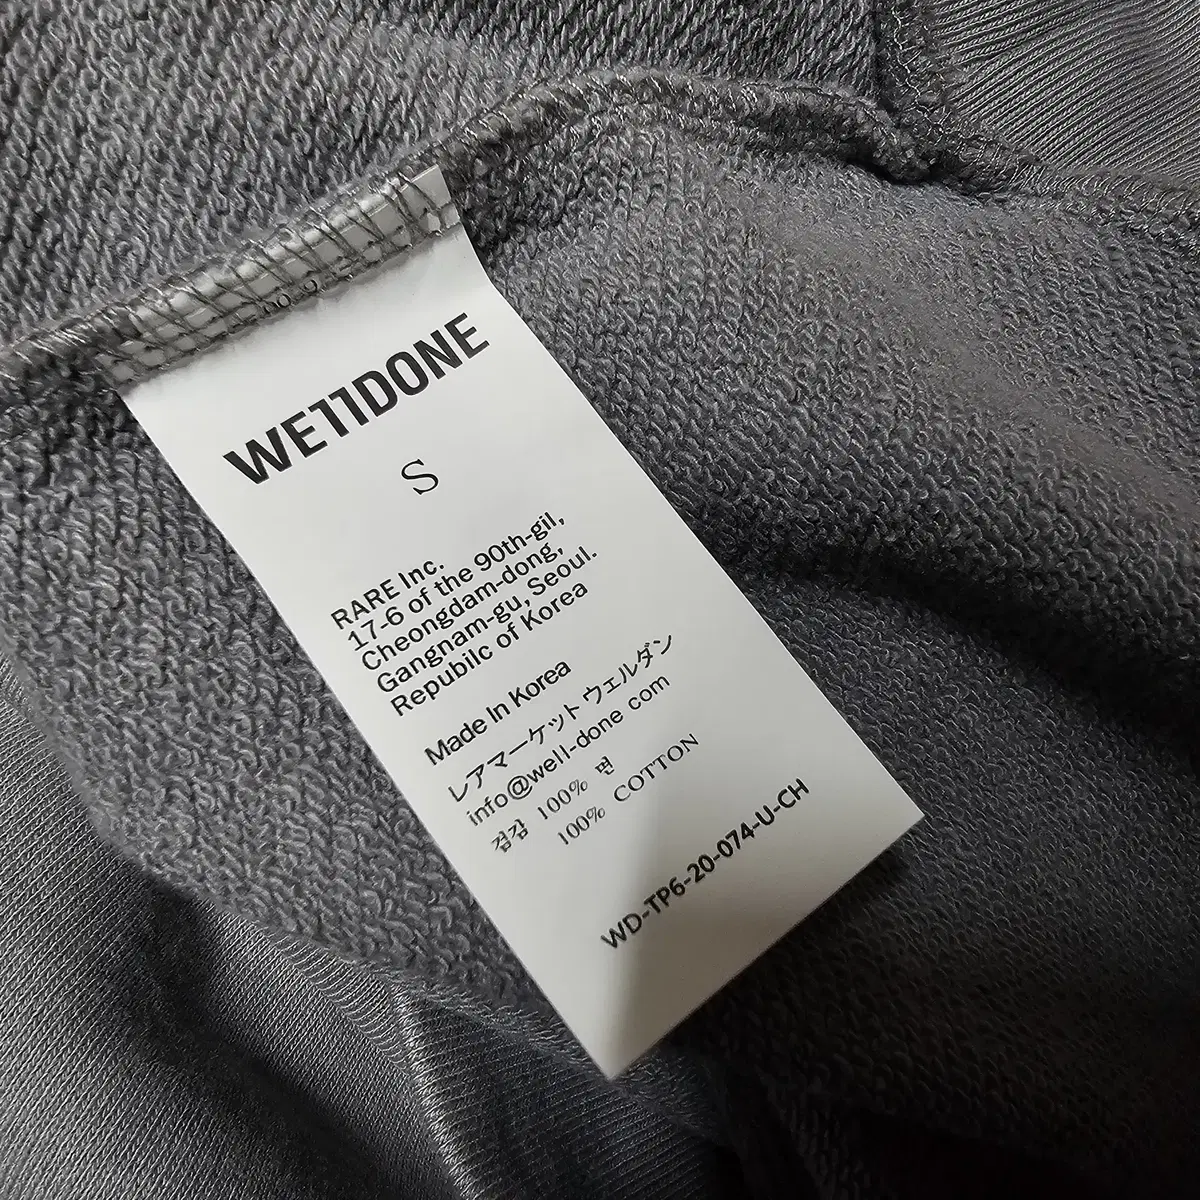 WE11DONE
S
RARE Inc.
17-6 of the 90th-gil,
Cheongdam-dong,
Gangnam-gu, Seoul.
Repubilc of Korea
Made In Korea
レアマーケット ウェルダン
info@well-done com
겉감 100% 면
100% COTTON
WD-TP6-20-074-U-CH